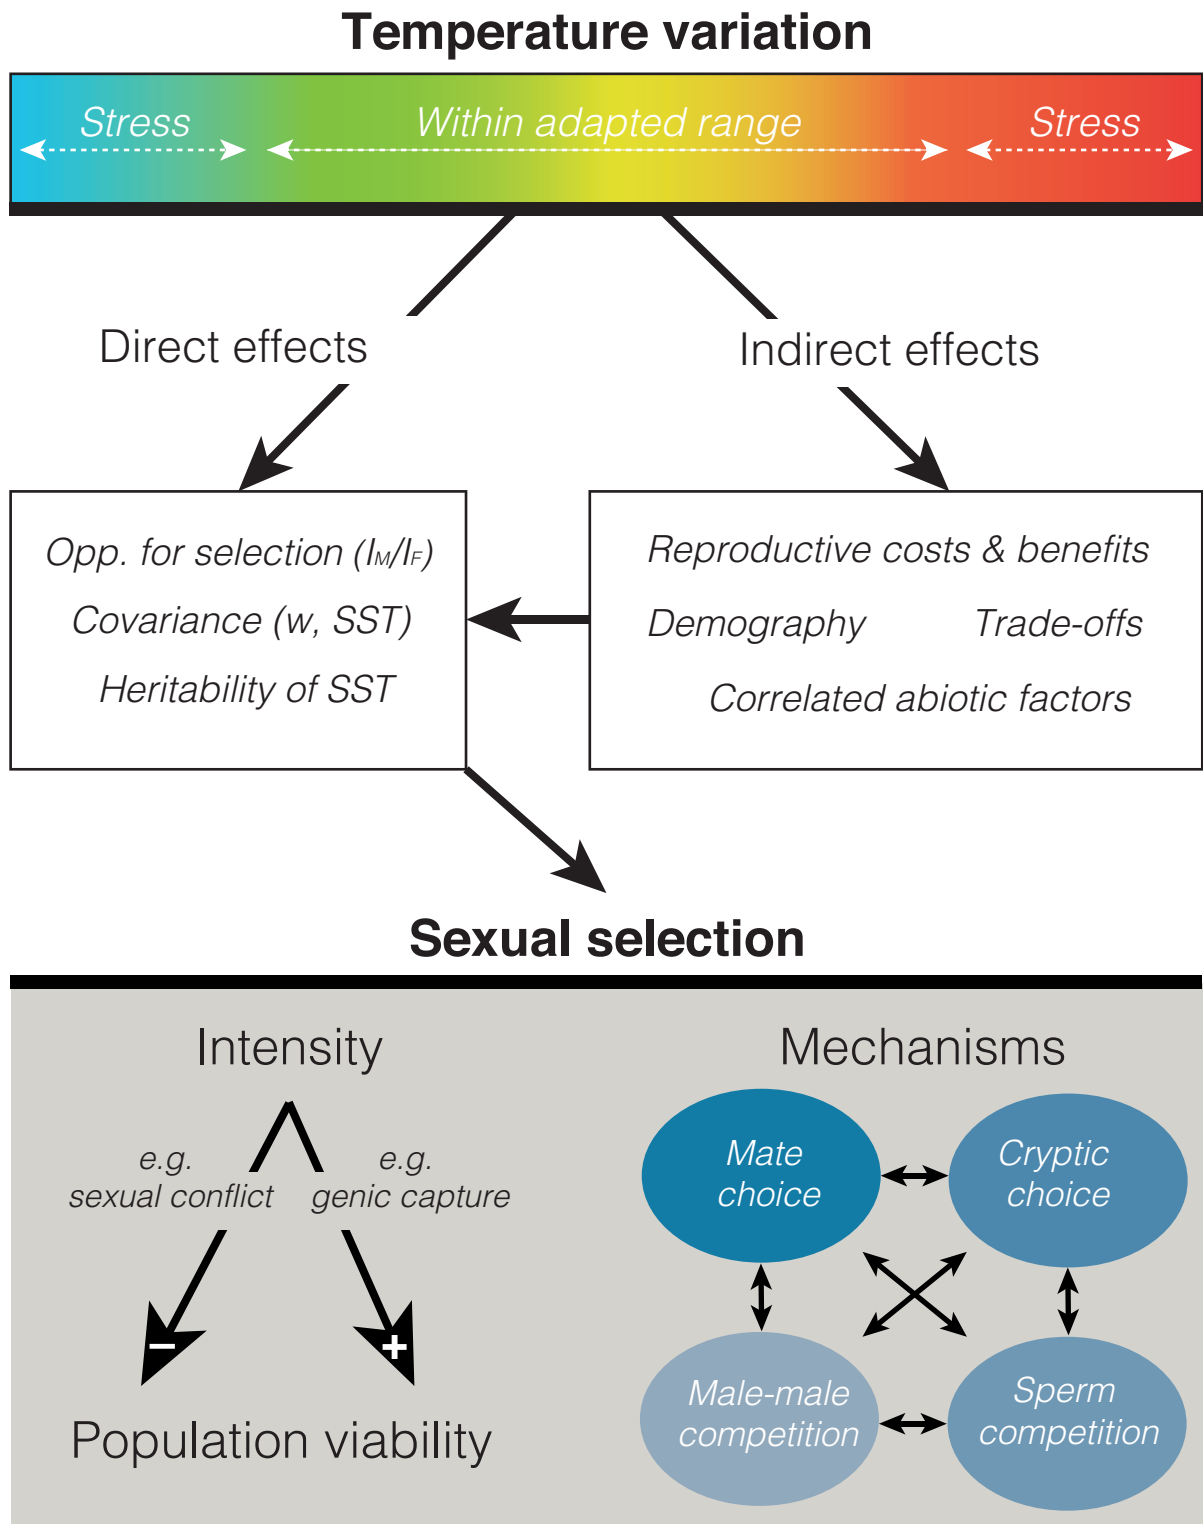 Temperature variation
Stress
Within adapted range
Stress
Direct effects
Indirect effects
Opp. for selection (IM/IF)
Covariance (w, SST)
Heritability of SST
Reproductive costs & benefits
Demography
Trade-offs
Correlated abiotic factors
Sexual selection
Intensity
e.g.
sexual conflict
e.g.
genic capture
−
+
Population viability
Mechanisms
Mate
choice
Cryptic
choice
Male-male
competition
Sperm
competition